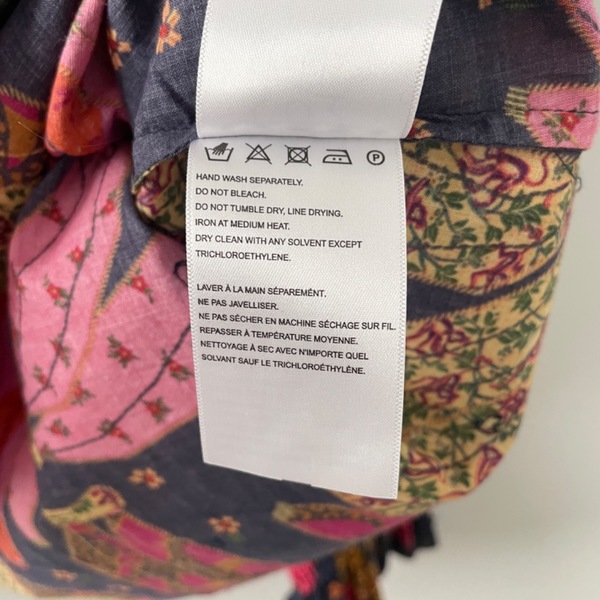 P
HAND WASH SEPARATELY.
DO NOT BLEACH.
DO NOT TUMBLE DRY, LINE DRYING.
IRON AT MEDIUM HEAT.
DRY CLEAN WITH ANY SOLVENT EXCEPT
TRICHLOROETHYLENE.
LAVER À LA MAIN SÉPARÉMENT.
NE PAS JAVELLISER.
NE PAS SÉCHER EN MACHINE SÉCHAGE SUR FIL.
REPASSER À TEMPÉRATURE MOYENNE.
NETTOYAGE À SEC AVEC N'IMPORTE QUEL
SOLVANT SAUF LE TRICHLOROÉTHYLÈNE.